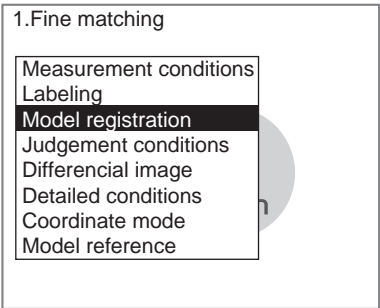 1.Fine matching
Measurement conditions
Labeling
Model registration
Judgement conditions
Differencial image
Detailed conditions
Coordinate mode
Model reference